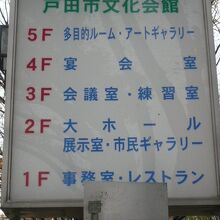 戸田市文化会館
5F 多目的ルーム・アートギャラリー
4F 宴会室
3F 会議室・練習室
2F 大ホール
展示室・市民ギャラリー
1F 事務室・レストラン